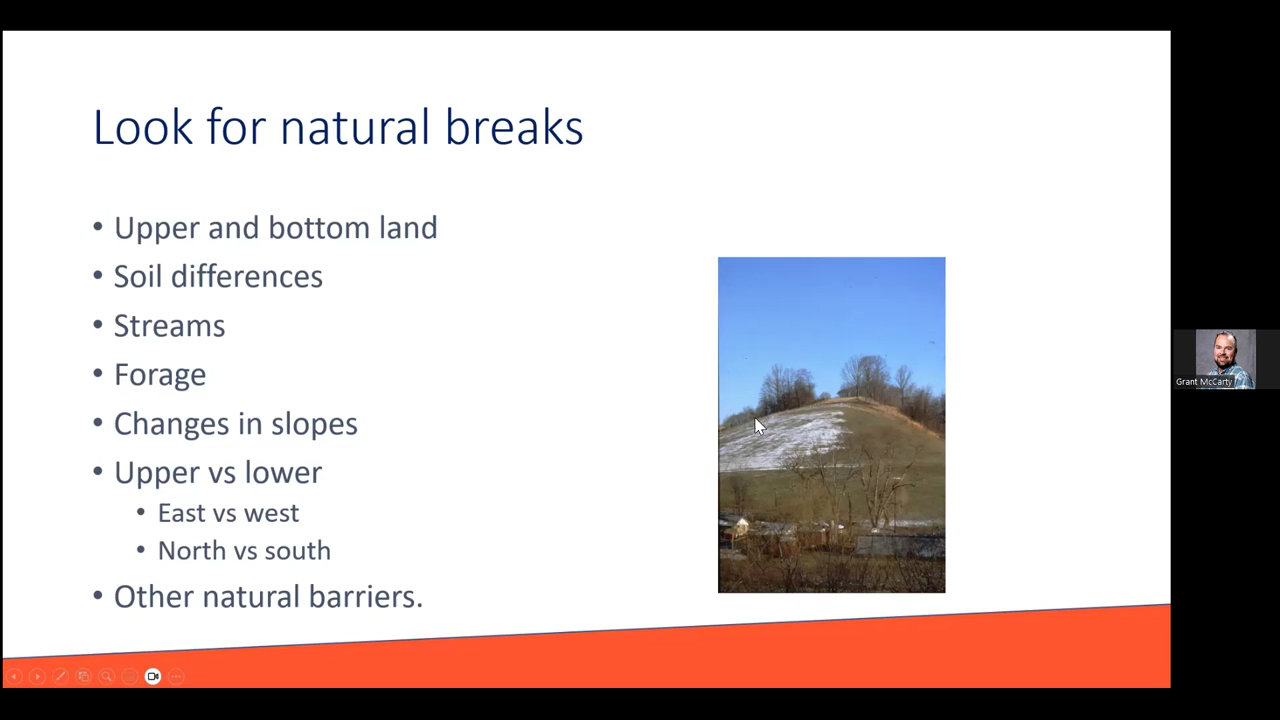 Look for natural breaks
• Upper and bottom land
• Soil differences
• Streams
• Forage
• Changes in slopes
• Upper vs lower
• East vs west
• North vs south
• Other natural barriers.
Grant McCarty